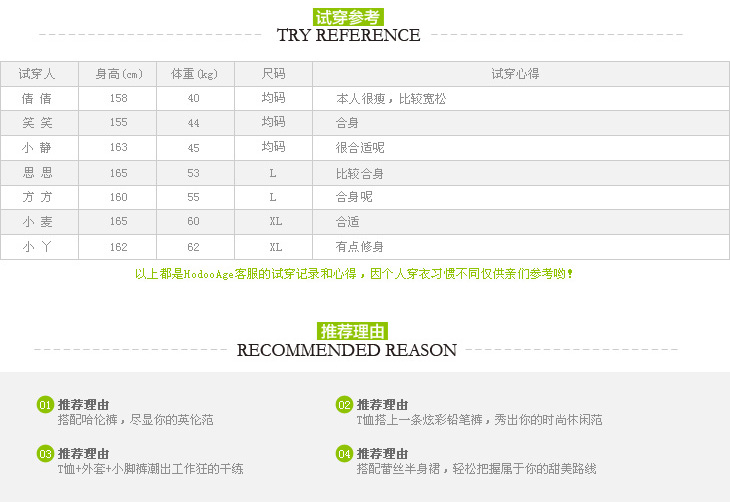 试穿参考
TRY REFERENCE
试穿人 身高(cm) 体重(kg) 尺码 试穿心得
倩 倩 158 40 均码 本人很瘦，比较宽松
笑 笑 155 44 均码 合身
小 静 163 45 均码 很合适呢
思 思 165 53 L 比较合身
方 方 160 55 L 合身呢
小 麦 165 60 XL 合适
小 丫 162 62 XL 有点修身
以上都是HodooAge客服的试穿记录和心得，因个人穿衣习惯不同仅供亲们参考哟！
推荐理由
RECOMMENDED REASON
01 推荐理由
搭配哈伦裤，尽显你的英伦范
02 推荐理由
T恤搭上一条炫彩铅笔裤，秀出你的时尚休闲范
03 推荐理由
T恤+外套+小脚裤潮出工作狂的干练
04 推荐理由
搭配蕾丝半身裙，轻松把握属于你的甜美路线